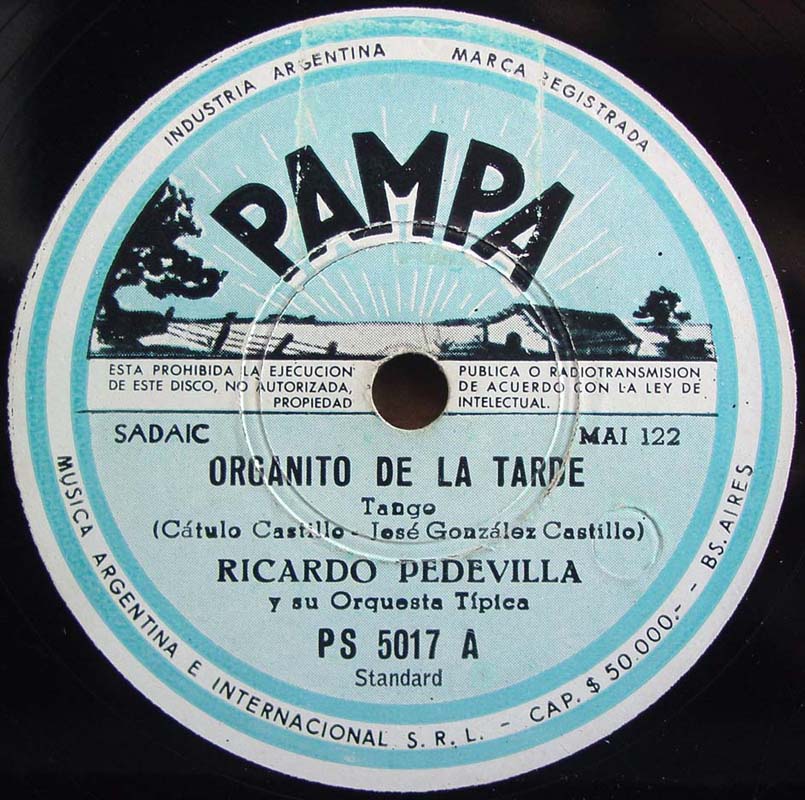 INDUSTRIA ARGENTINA MARCA REGISTRADA
PAMPA
ESTA PROHIBIDA LA EJECUCION PUBLICA O RADIOTRANSMISION
DE ESTE DISCO, NO AUTORIZADA, DE ACUERDO CON LA LEY DE
PROPIEDAD INTELECTUAL.
SADAIC MAI 122
ORGANITO DE LA TARDE
Tango
(Cátulo Castillo - José González Castillo)
RICARDO PEDEVILLA
y su Orquesta Típica
PS 5017 A
Standard
MUSICA ARGENTINA E INTERNACIONAL S. R. L. - CAP. $ 50.000.- - BS. AIRES